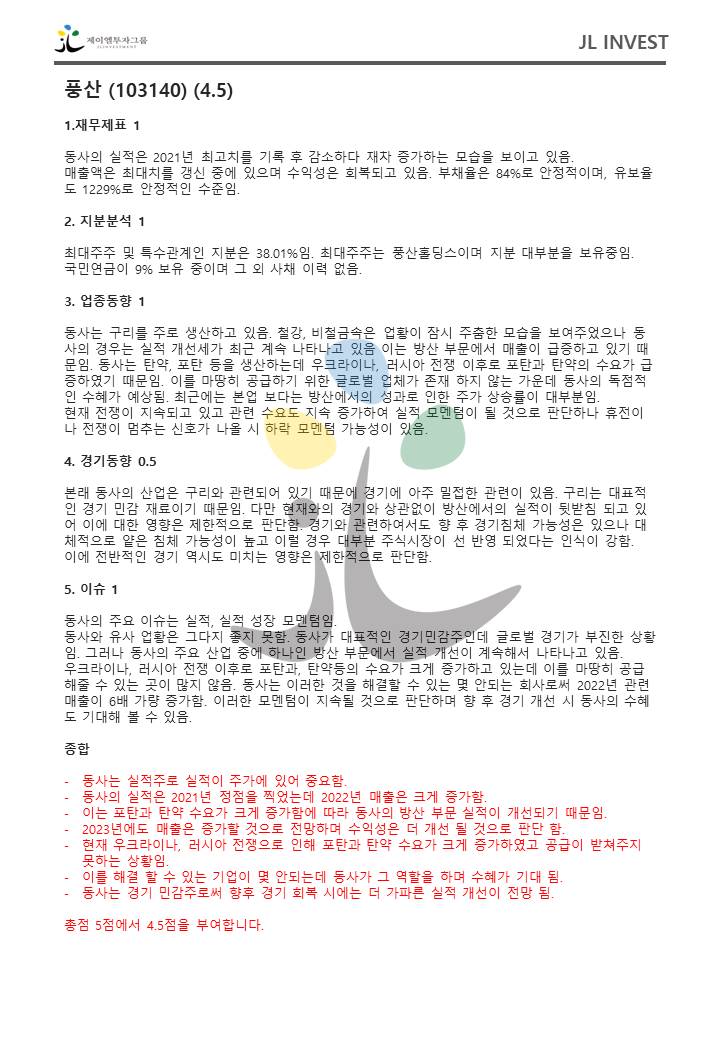 제이엘투자그룹
JLINVESTMENT
JL INVEST
풍산 (103140) (4.5)
1.재무제표 1
동사의 실적은 2021년 최고치를 기록 후 감소하다 재차 증가하는 모습을 보이고 있음.
매출액은 최대치를 갱신 중에 있으며 수익성은 회복되고 있음. 부채율은 84%로 안정적이며, 유보율
도 1229%로 안정적인 수준임.
2. 지분분석 1
최대주주 및 특수관계인 지분은 38.01%임. 최대주주는 풍산홀딩스이며 지분 대부분을 보유중임.
국민연금이 9% 보유 중이며 그 외 사채 이력 없음.
3. 업종동향 1
동사는 구리를 주로 생산하고 있음. 철강, 비철금속은 업황이 잠시 주춤한 모습을 보여주었으나 동
사의 경우는 실적 개선세가 최근 계속 나타나고 있음 이는 방산 부문에서 매출이 급증하고 있기 때
문임. 동사는 탄약, 포탄 등을 생산하는데 우크라이나, 러시아 전쟁 이후로 포탄과 탄약의 수요가 급
증하였기 때문임. 이를 마땅히 공급하기 위한 글로벌 업체가 존재 하지 않는 가운데 동사의 독점적
인 수혜가 예상됨. 최근에는 본업 보다는 방산에서의 성과로 인한 주가 상승률이 대부분임.
현재 전쟁이 지속되고 있고 관련 수요도 지속 증가하여 실적 모멘텀이 될 것으로 판단하나 휴전이
나 전쟁이 멈추는 신호가 나올 시 하락 모멘텀 가능성이 있음.
4. 경기동향 0.5
본래 동사의 산업은 구리와 관련되어 있기 때문에 경기에 아주 밀접한 관련이 있음. 구리는 대표적
인 경기 민감 재료이기 때문임. 다만 현재와의 경기와 상관없이 방산에서의 실적이 뒷받침 되고 있
어 이에 대한 영향은 제한적으로 판단함. 경기와 관련하여서도 향 후 경기침체 가능성은 있으나 대
체적으로 얕은 침체 가능성이 높고 이럴 경우 대부분 주식시장이 선 반영 되었다는 인식이 강함.
이에 전반적인 경기 역시도 미치는 영향은 제한적으로 판단함.
5. 이슈 1
동사의 주요 이슈는 실적, 실적 성장 모멘텀임.
동사와 유사 업황은 그다지 좋지 못함. 동사가 대표적인 경기민감주인데 글로벌 경기가 부진한 상황
임. 그러나 동사의 주요 산업 중에 하나인 방산 부문에서 실적 개선이 계속해서 나타나고 있음.
우크라이나, 러시아 전쟁 이후로 포탄과, 탄약등의 수요가 크게 증가하고 있는데 이를 마땅히 공급
해줄 수 있는 곳이 많지 않음. 동사는 이러한 것을 해결할 수 있는 몇 안되는 회사로써 2022년 관련
매출이 6배 가량 증가함. 이러한 모멘텀이 지속될 것으로 판단하며 향 후 경기 개선 시 동사의 수혜
도 기대해 볼 수 있음.
종합
- 동사는 실적주로 실적이 주가에 있어 중요함.
- 동사의 실적은 2021년 정점을 찍었는데 2022년 매출은 크게 증가함.
- 이는 포탄과 탄약 수요가 크게 증가함에 따라 동사의 방산 부문 실적이 개선되기 때문임.
- 2023년에도 매출은 증가할 것으로 전망하며 수익성은 더 개선 될 것으로 판단 함.
- 현재 우크라이나, 러시아 전쟁으로 인해 포탄과 탄약 수요가 크게 증가하였고 공급이 받쳐주지
못하는 상황임.
- 이를 해결 할 수 있는 기업이 몇 안되는데 동사가 그 역할을 하며 수혜가 기대 됨.
- 동사는 경기 민감주로써 향후 경기 회복 시에는 더 가파른 실적 개선이 전망 됨.
총점 5점에서 4.5점을 부여합니다.